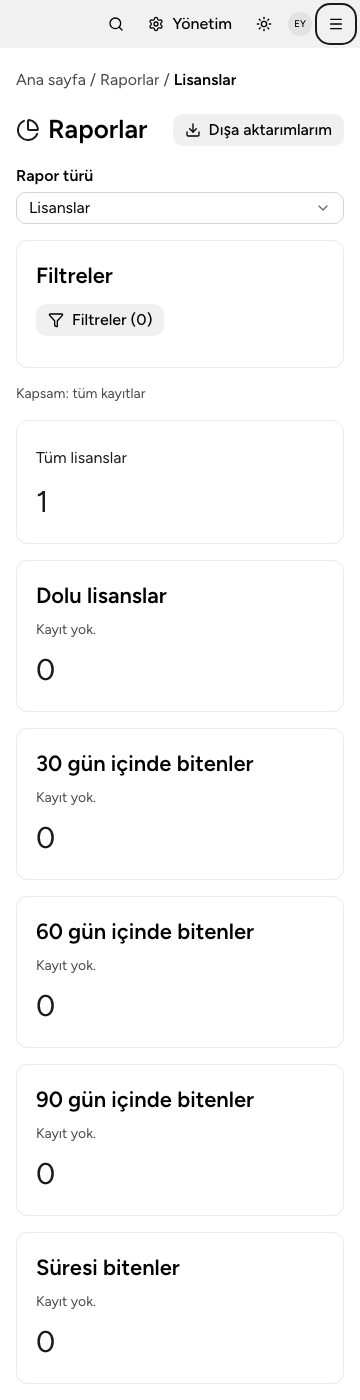 Yönetim
EY
Ana sayfa / Raporlar / Lisanslar
Raporlar
Dışa aktarımlarım
Rapor türü
Lisanslar
Filtreler
Filtreler (0)
Kapsam: tüm kayıtlar
Tüm lisanslar
1
Dolu lisanslar
Kayıt yok.
0
30 gün içinde bitenler
Kayıt yok.
0
60 gün içinde bitenler
Kayıt yok.
0
90 gün içinde bitenler
Kayıt yok.
0
Süresi bitenler
Kayıt yok.
0